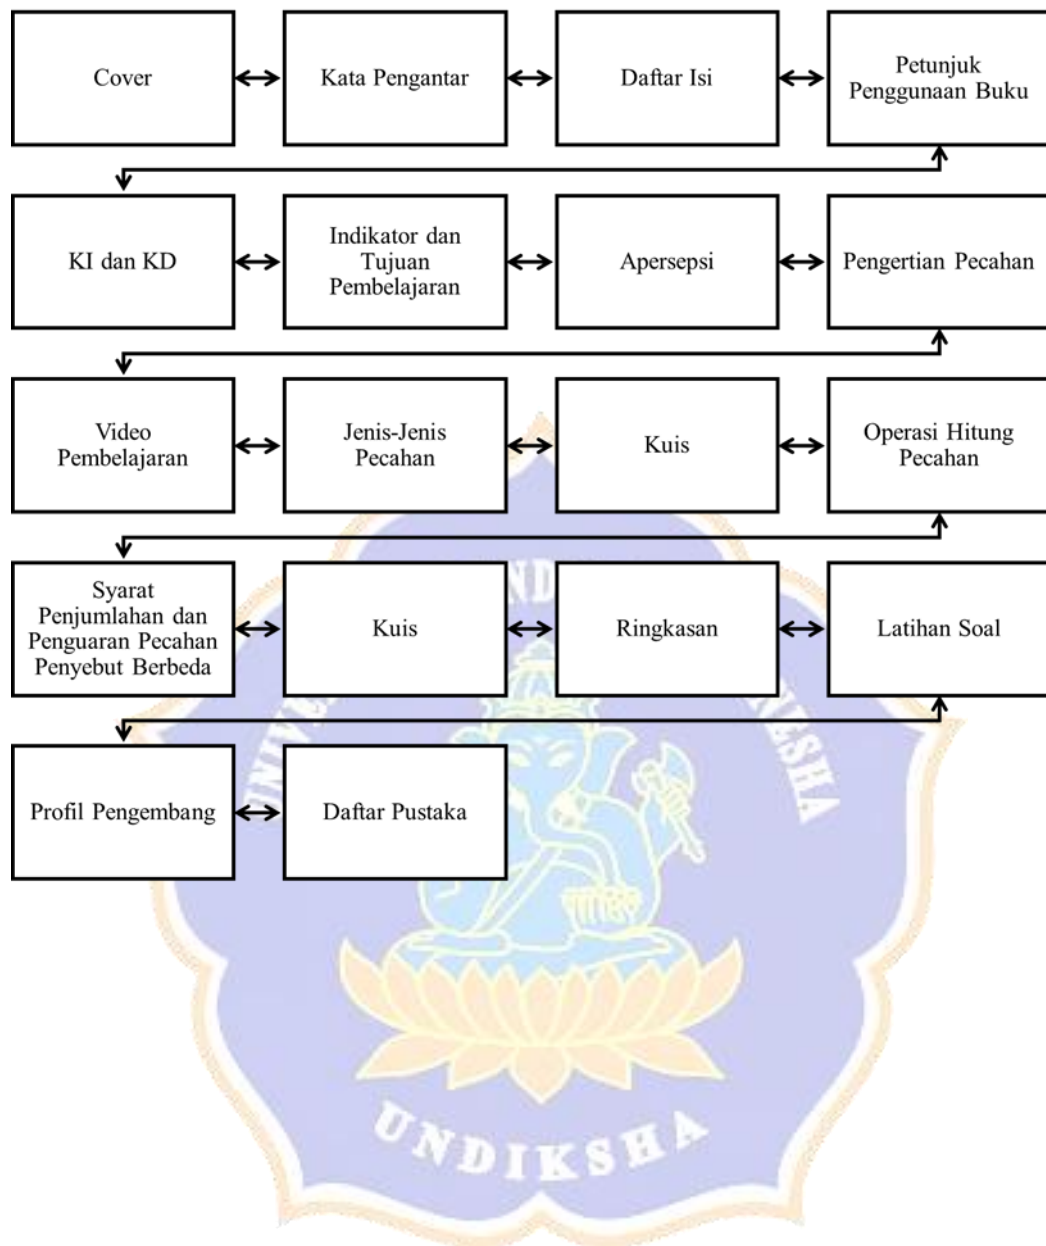 Cover
Kata Pengantar
Daftar Isi
Petunjuk
Penggunaan Buku
KI dan KD
Indikator dan
Tujuan
Pembelajaran
Apersepsi
Pengertian Pecahan
Video
Pembelajaran
Jenis-Jenis
Pecahan
Kuis
Operasi Hitung
Pecahan
Syarat
Penjumlahan dan
Penguaran Pecahan
Penyebut Berbeda
Kuis
Ringkasan
Latihan Soal
Profil Pengembang
Daftar Pustaka
UNDIKSHA